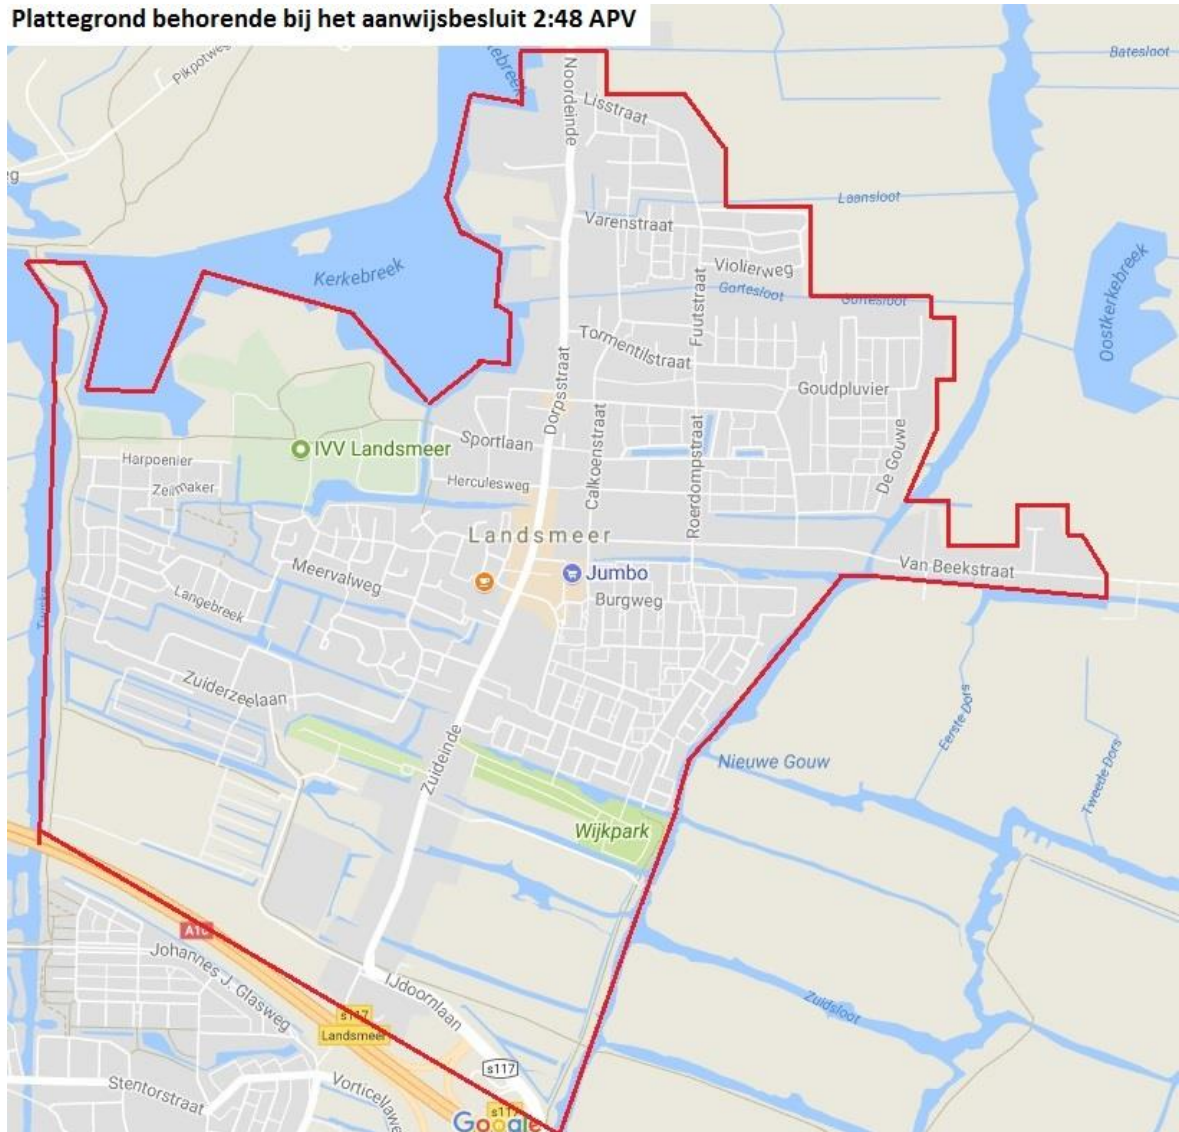 Plattegrond behorende bij het aanwijsbesluit 2:48 APV
Pikpotweg
Kerkebreek
Noordeinde
Lisstraat
Batesloot
Laansloot
Varenstraat
Violierweg
Kerkebreek
Gortesloot
Gortesloot
Oostkerkebreek
Fuutstraat
Tormentilstraat
Goudpluvier
Dorpsstraat
Sportlaan
Calkoenstraat
Roerdompstraat
De Gouwe
IVV Landsmeer
Harpoenier
Zeilmaker
Herculesweg
Landsmeer
Van Beekstraat
Meervalweg
Jumbo
Burgweg
Langebreek
Zuiderzeelaan
Zuideinde
Nieuwe Gouw
Eerste Dors
Tweede Dors
Wijkpark
A10
Johannes J. Glasweg
IJdoornlaan
s117
Landsmeer
Zuidsloot
s117
Stentorstraat
Vorticellaweg
s117
Google